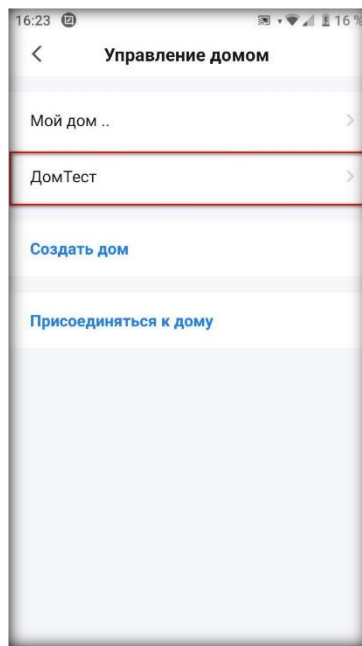 16:23 16 %
Управление домом
Мой дом ..
ДомТест
Создать дом
Присоединяться к дому